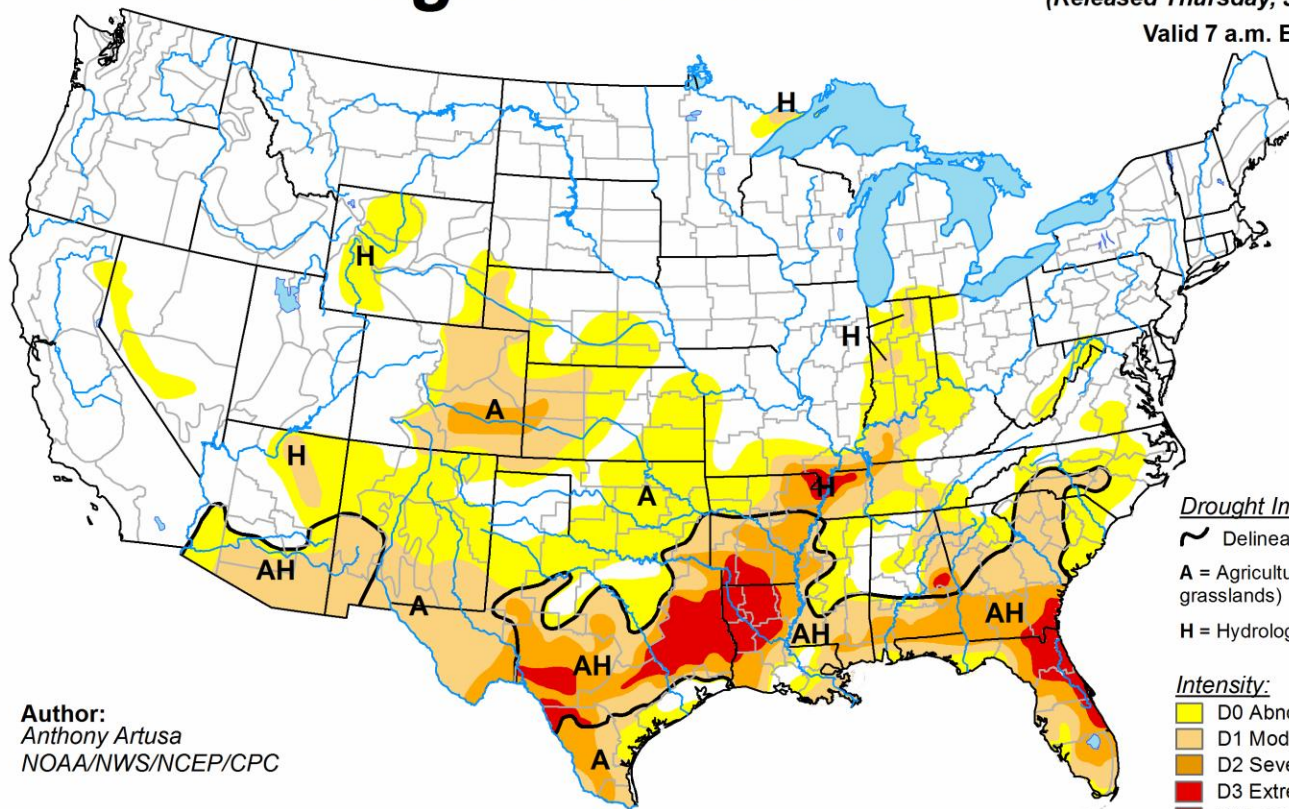 (Released Thursday, S
Valid 7 a.m. E
H
H
H
A
H
A
H
AH
A
AH
AH
AH
A
Drought Im
Delinea
A = Agricultu
grasslands)
H = Hydrolog
Intensity:
D0 Abno
D1 Mod
D2 Seve
D3 Extre
Author:
Anthony Artusa
NOAA/NWS/NCEP/CPC